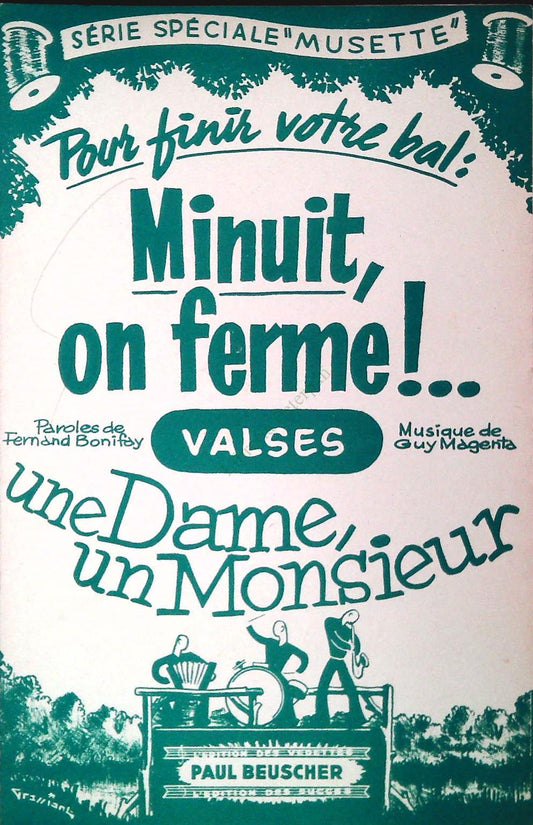 SÉRIE SPÉCIALE "MUSETTE"
Pour finir votre bal:
Minuit,
on ferme!...
Paroles de
Fernand Bonifay
VALSES
Musique de
Guy Magenta
une Dame,
un Monsieur
L'ÉDITION DES VEDETTES
PAUL BEUSCHER
L'ÉDITION DES SUCCÈS